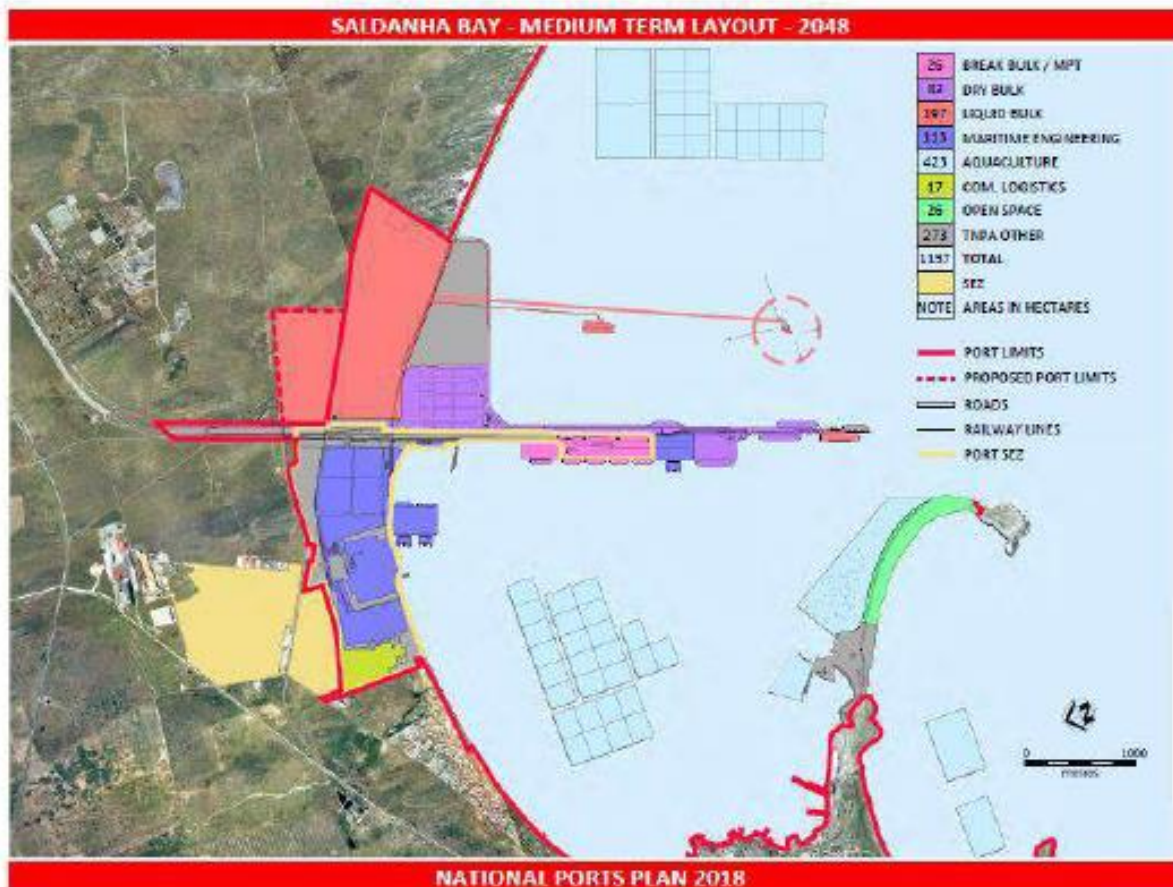 SALDANHA BAY - MEDIUM TERM LAYOUT - 2048
26 BREAK BULK / MPT
82 DRY BULK
197 LIQUID BULK
113 MARITIME ENGINEERING
423 AQUACULTURE
17 COM. LOGISTICS
26 OPEN SPACE
273 TNPA OTHER
1157 TOTAL
SEZ
NOTE AREAS IN HECTARES
PORT LIMITS
PROPOSED PORT LIMITS
ROADS
RAILWAY LINES
PORT SEZ
0 1000
metres
NATIONAL PORTS PLAN 2018